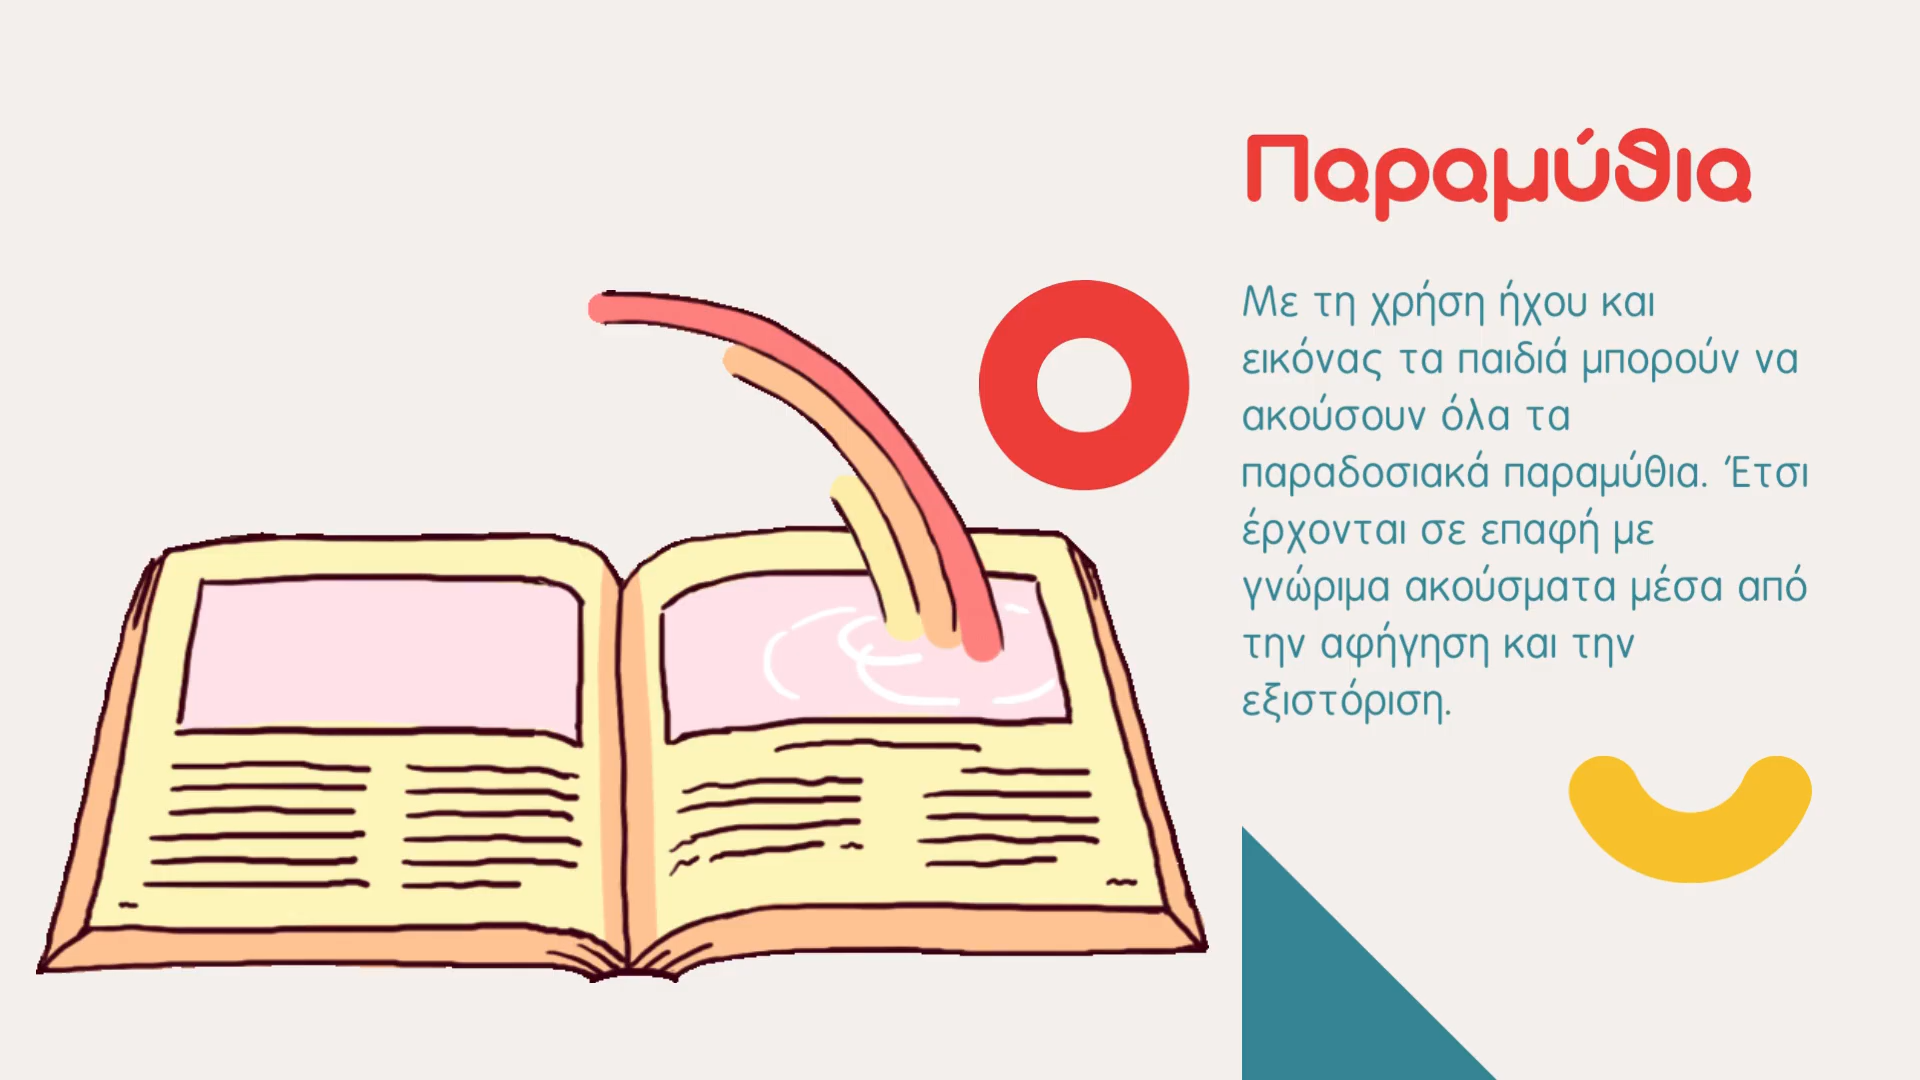 Παραμύθια
Με τη χρήση ήχου και
εικόνας τα παιδιά μπορούν να
ακούσουν όλα τα
παραδοσιακά παραμύθια. Έτσι
έρχονται σε επαφή με
γνώριμα ακούσματα μέσα από
την αφήγηση και την
εξιστόριση.